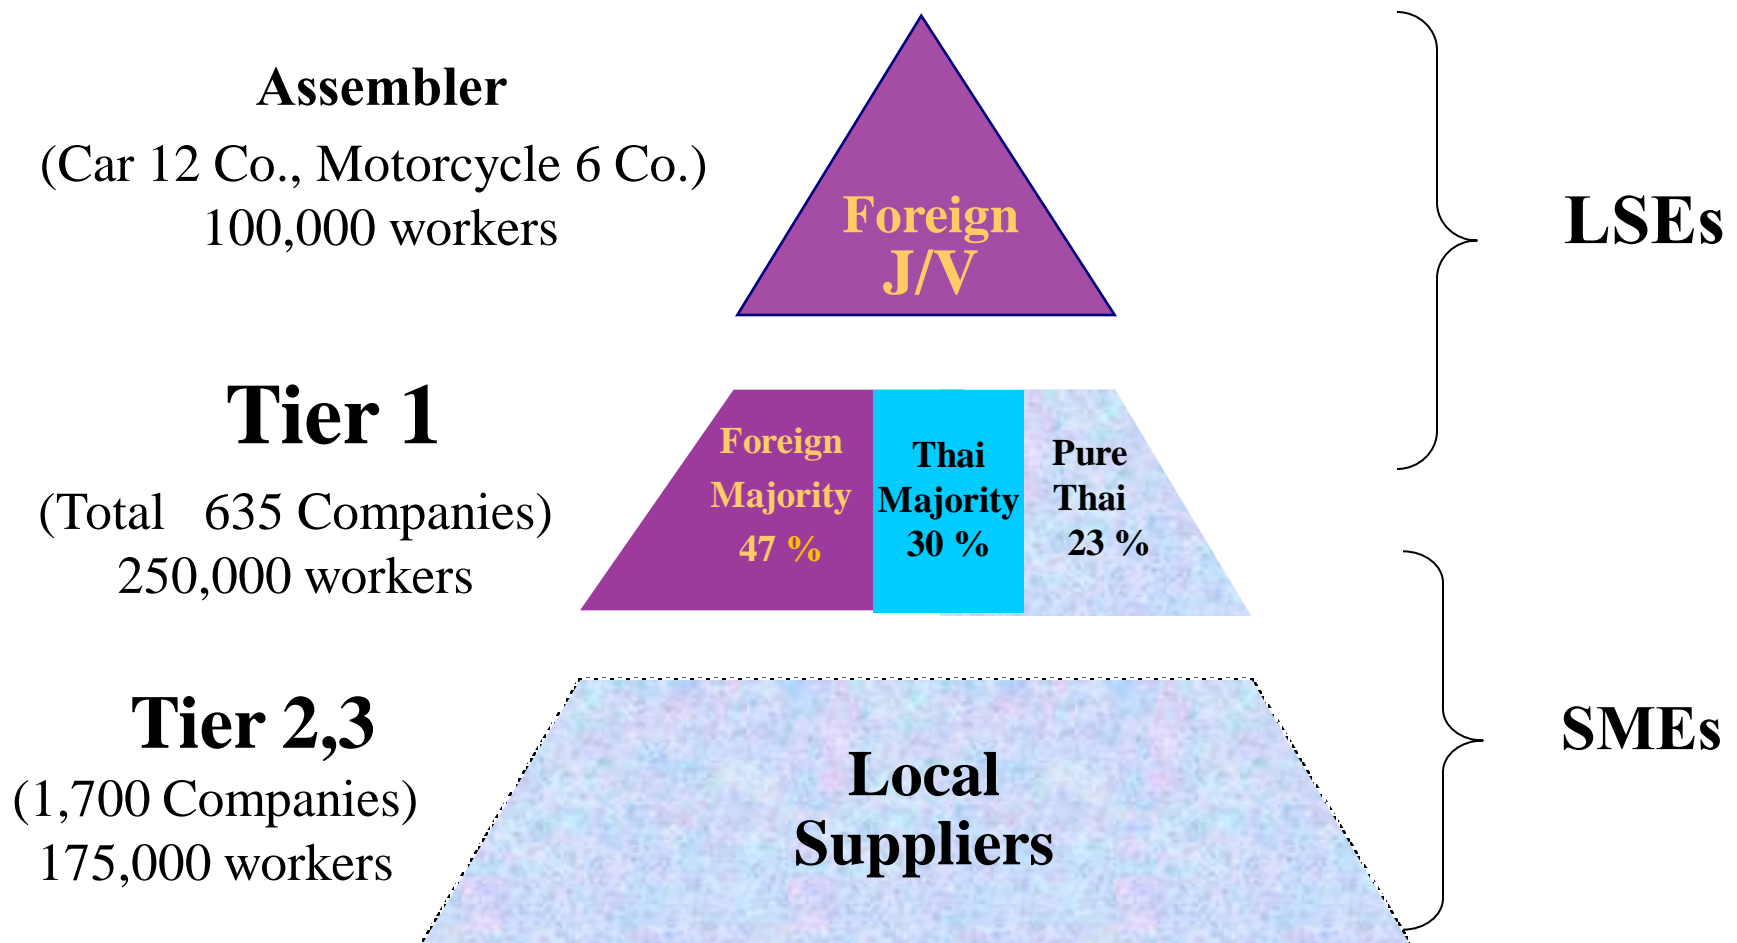 Assembler
(Car 12 Co., Motorcycle 6 Co.)
100,000 workers
Foreign
J/V
LSEs
Tier 1
(Total 635 Companies)
250,000 workers
Foreign
Majority
47 %
Thai
Majority
30 %
Pure
Thai
23 %
Tier 2,3
(1,700 Companies)
175,000 workers
Local
Suppliers
SMEs